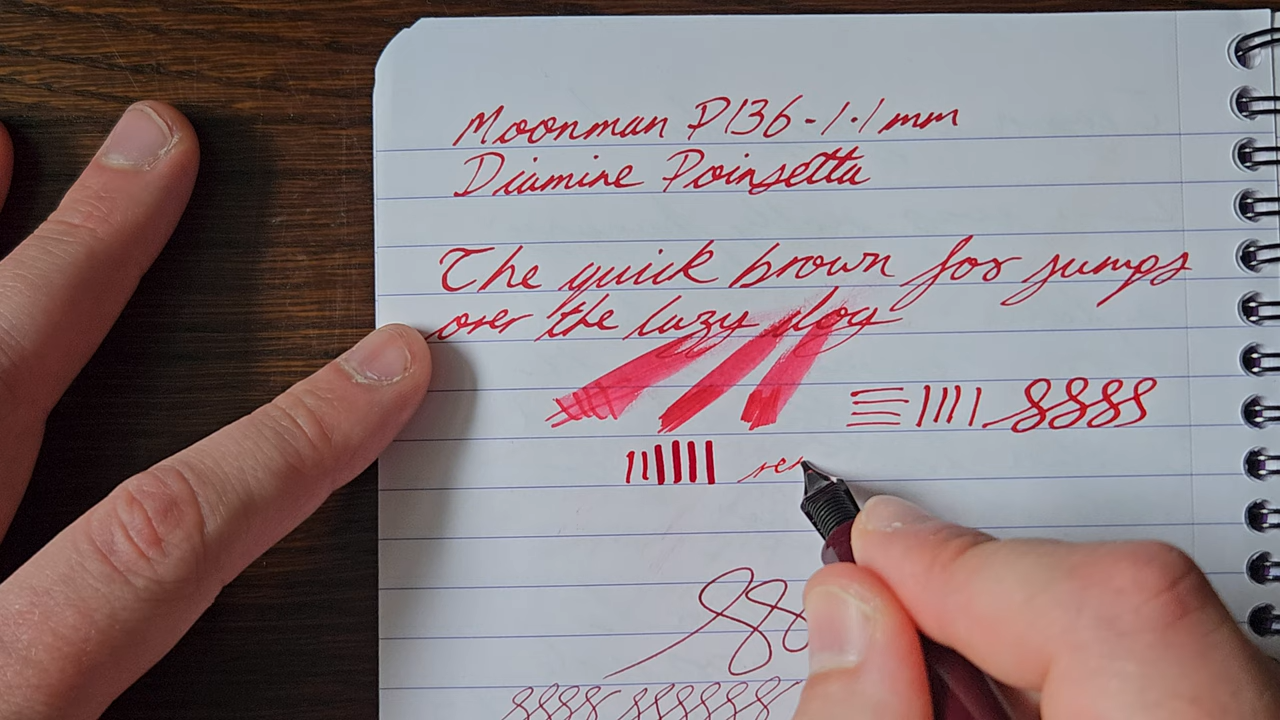 Moonman P136-1.1mm
Diamine Poinsetta
The quick brown fox jumps
over the lazy dog